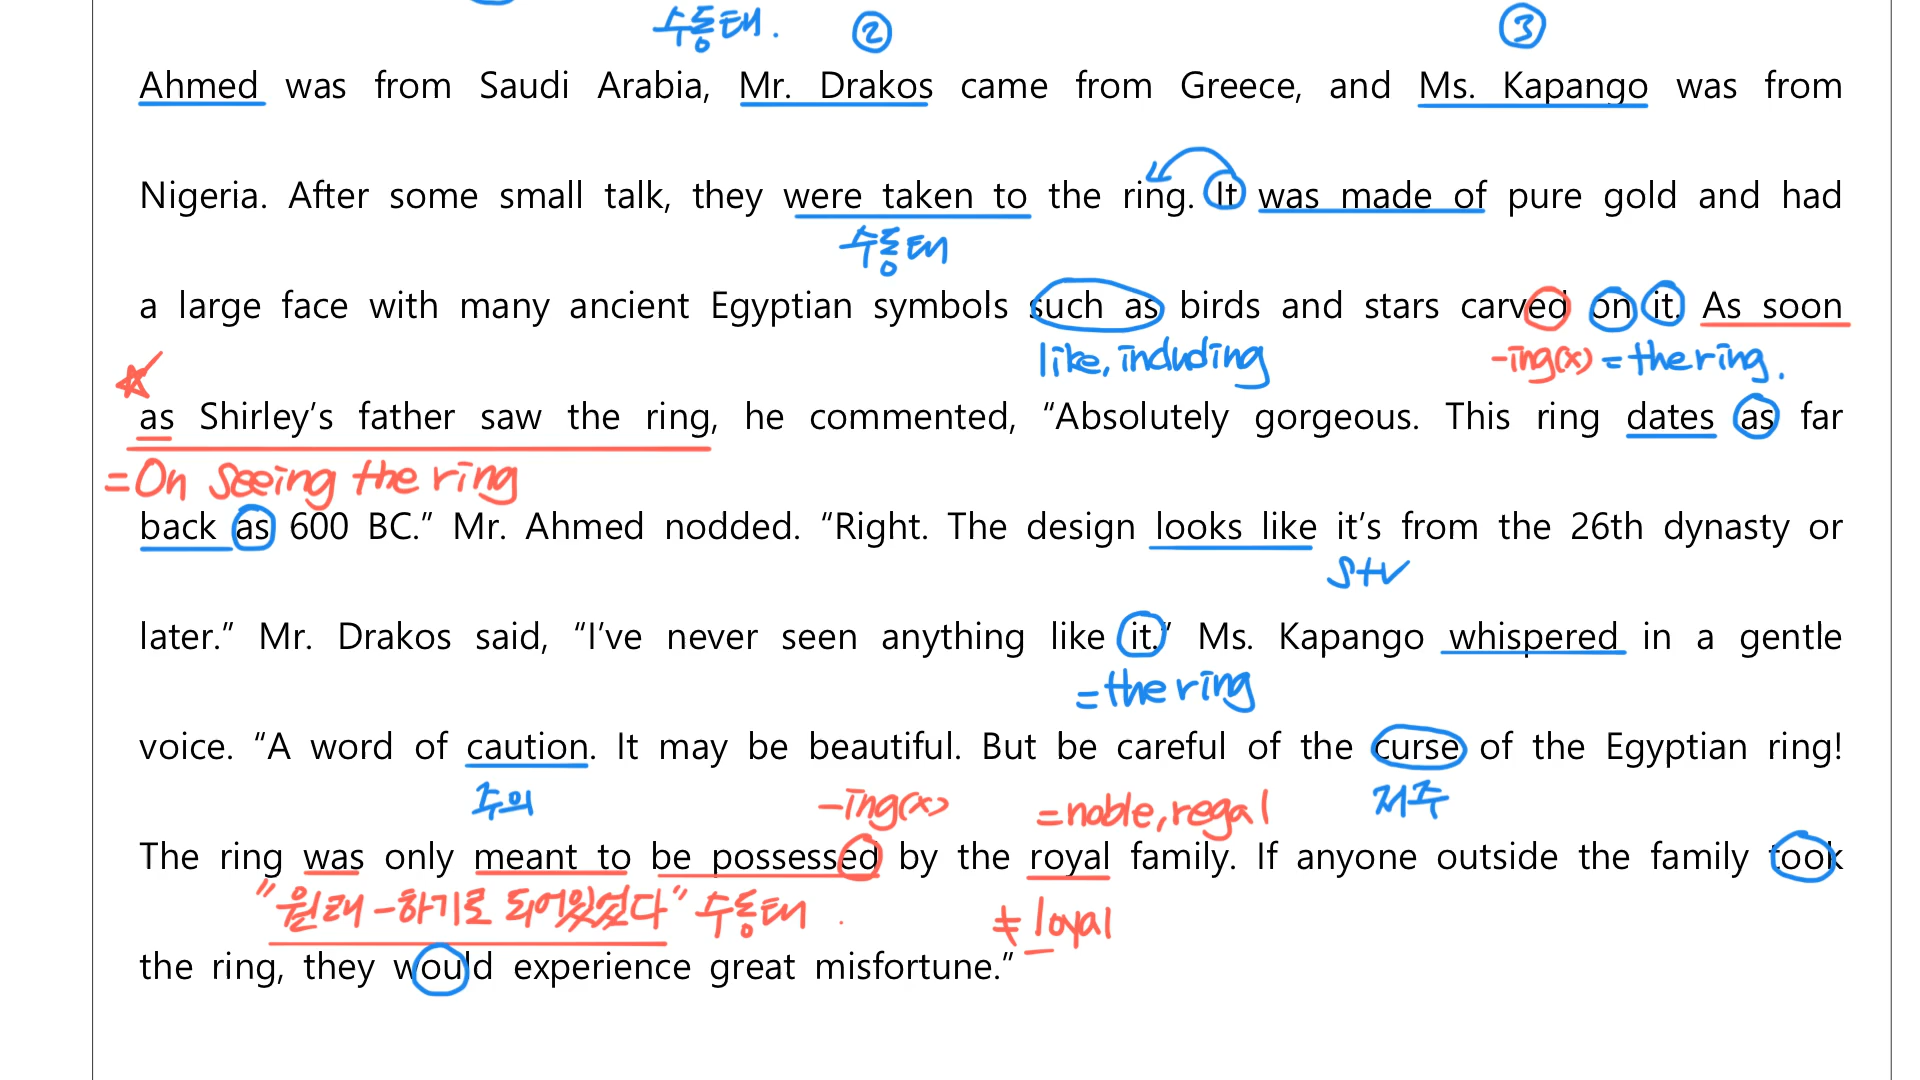 수동태. ② ③
Ahmed was from Saudi Arabia, Mr. Drakos came from Greece, and Ms. Kapango was from
Nigeria. After some small talk, they were taken to the ring. It was made of pure gold and had
수동태
a large face with many ancient Egyptian symbols such as birds and stars carved on it. As soon
like, including -ing(x) = the ring.
as Shirley's father saw the ring, he commented, “Absolutely gorgeous. This ring dates as far
= On seeing the ring
back as 600 BC.” Mr. Ahmed nodded. “Right. The design looks like it's from the 26th dynasty or
S+V
later.” Mr. Drakos said, “I've never seen anything like it.” Ms. Kapango whispered in a gentle
= the ring
voice. “A word of caution. It may be beautiful. But be careful of the curse of the Egyptian ring!
주의 -ing(x) = noble, regal 저주
The ring was only meant to be possessed by the royal family. If anyone outside the family took
"원래 -하기로 되어있었다" 수동태 ≠ loyal
the ring, they would experience great misfortune.”